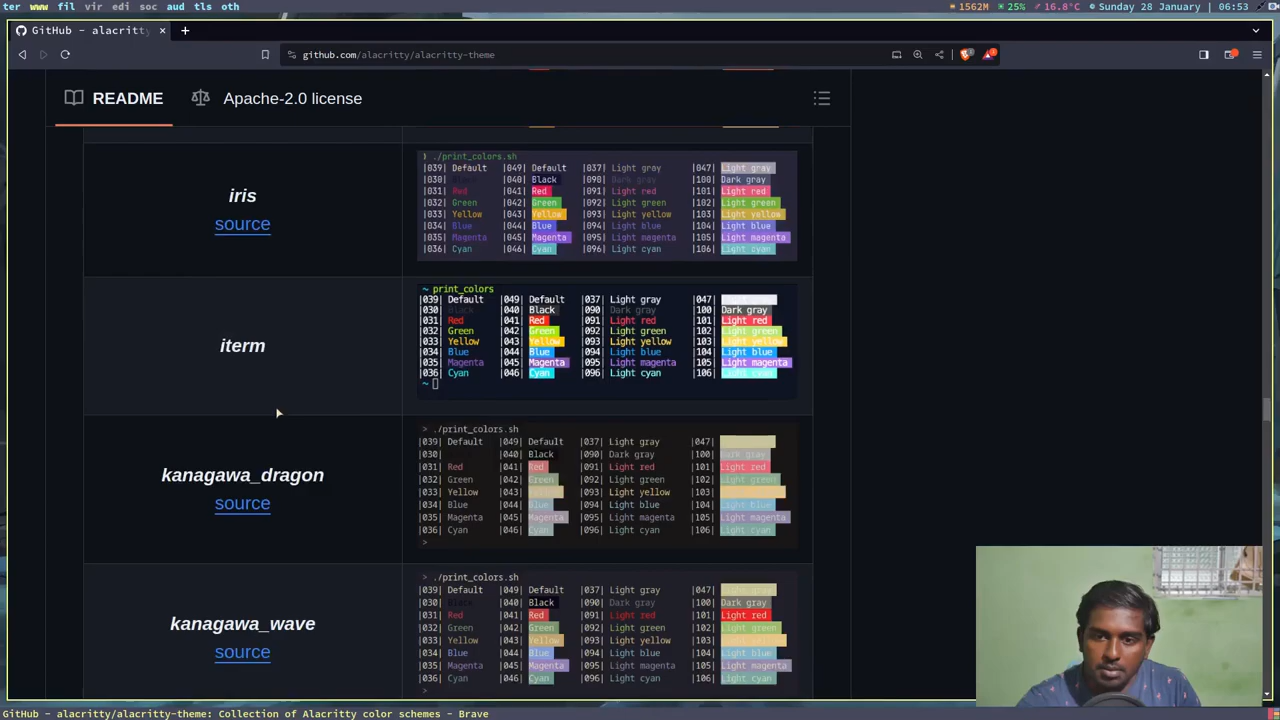 ter www fil vir edi soc aud tls oth
1562M 25% 16.8°C Sunday 28 January | 06:53
GitHub - alacritty
github.com/alacritty/alacritty-theme
README
Apache-2.0 license
iris
source
) ./print_colors.sh
|039| Default |049| Default |037| Light gray |047| Light gray
|030| |040| Black |090| Dark gray |100| Dark gray
|031| Red |041| Red |091| Light red |101| Light red
|032| Green |042| Green |092| Light green |102| Light green
|033| Yellow |043| Yellow |093| Light yellow |103| Light yellow
|034| Blue |044| Blue |094| Light blue |104| Light blue
|035| Magenta |045| Magenta |095| Light magenta |105| Light magenta
|036| Cyan |046| Cyan |096| Light cyan |106| Light cyan
iterm
~ print_colors
|039| Default |049| Default |037| Light gray |047|
|030| Black |040| Black |090| Dark gray |100| Dark gray
|031| Red |041| Red |091| Light red |101| Light red
|032| Green |042| Green |092| Light green |102| Light green
|033| Yellow |043| Yellow |093| Light yellow |103| Light yellow
|034| Blue |044| Blue |094| Light blue |104| Light blue
|035| Magenta |045| Magenta |095| Light magenta |105| Light magenta
|036| Cyan |046| Cyan |096| Light cyan |106| Light cyan
~
kanagawa_dragon
source
> ./print_colors.sh
|039| Default |049| Default |037| Light gray |047|
|030| |040| Black |090| Dark gray |100| Dark gray
|031| Red |041| Red |091| Light red |101| Light red
|032| Green |042| Green |092| Light green |102| Light green
|033| Yellow |043| |093| Light yellow |103|
|034| Blue |044| Blue |094| Light blue |104| Light blue
|035| Magenta |045| Magenta |095| Light magenta |105| Light magenta
|036| Cyan |046| Cyan |096| Light cyan |106| Light cyan
>
kanagawa_wave
source
> ./print_colors.sh
|039| Default |049| Default |037| Light gray |047| Light gray
|030| Black |040| Black |090| Dark gray |100| Dark gray
|031| Red |041| Red |091| Light red |101| Light red
|032| Green |042| Green |092| Light green |102| Light green
|033| Yellow |043| Yellow |093| Light yellow |103|
|034| Blue |044| Blue |094| Light blue |104| Light blue
|035| Magenta |045| Magenta |095| Light magenta |105| Light magenta
|036| Cyan |046| Cyan |096| Light cyan |106| Light cyan
>
GitHub - alacritty/alacritty-theme: Collection of Alacritty color schemes - Brave